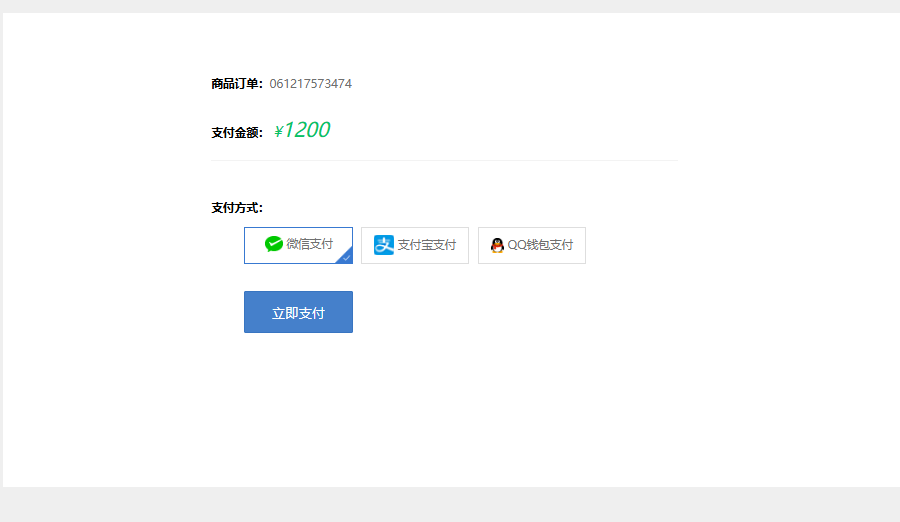 商品订单：061217573474
支付金额： ¥1200
支付方式：
微信支付 支付宝支付 QQ钱包支付
立即支付